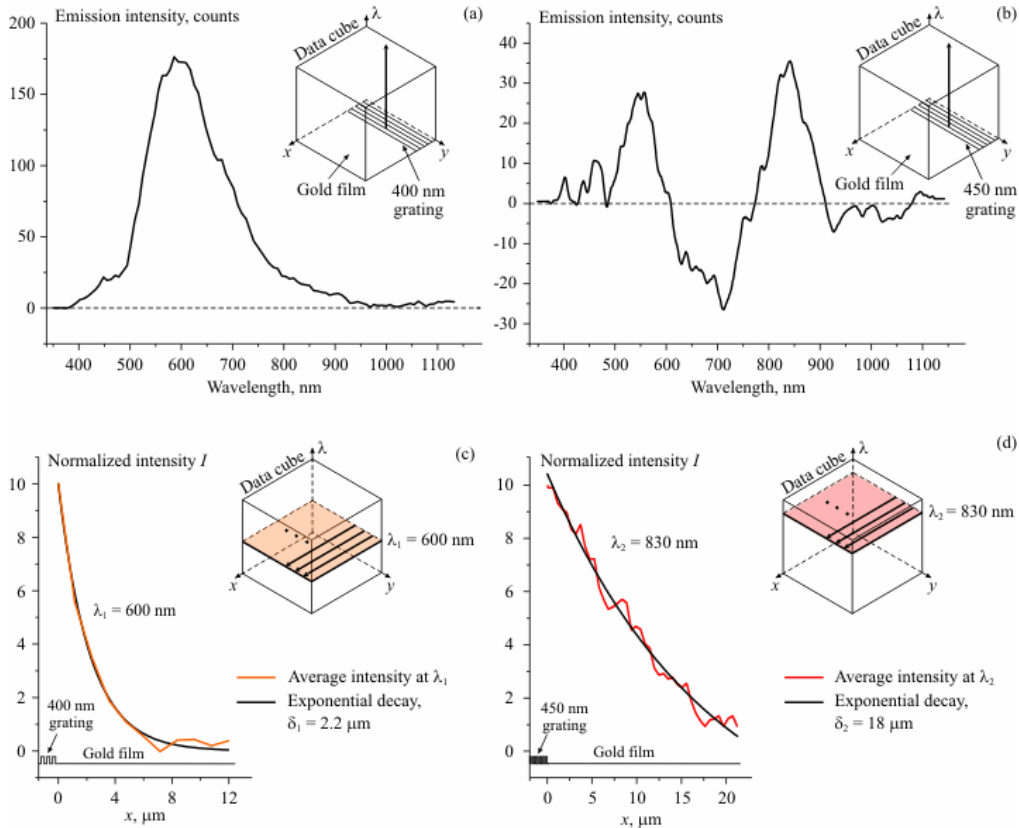 Emission intensity, counts
(a)
200
150
100
50
0
400 500 600 700 800 900 1000 1100
Wavelength, nm
Data cube
λ
x
y
Gold film
400 nm
grating
Emission intensity, counts
(b)
40
30
20
10
0
-10
-20
-30
400 500 600 700 800 900 1000 1100
Wavelength, nm
Data cube
λ
x
y
Gold film
450 nm
grating
Normalized intensity I
(c)
10
8
6
4
2
0
λ1 = 600 nm
Data cube
λ
λ1 = 600 nm
x
y
Average intensity at λ1
Exponential decay,
δ1 = 2.2 μm
400 nm
grating
Gold film
0 4 8 12
x, μm
Normalized intensity I
(d)
10
8
6
4
2
0
λ2 = 830 nm
Data cube
λ
λ2 = 830 nm
x
y
Average intensity at λ2
Exponential decay,
δ2 = 18 μm
450 nm
grating
Gold film
0 5 10 15 20
x, μm